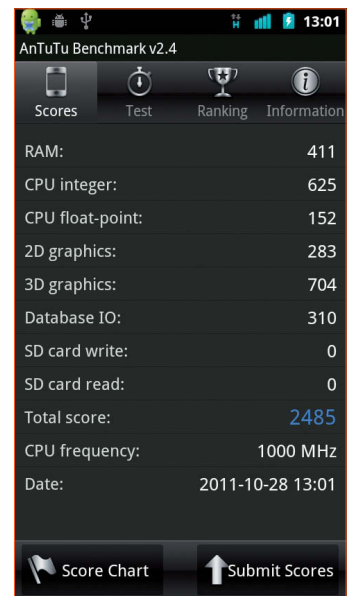 H 13:01
AnTuTu Benchmark v2.4
Scores Test Ranking Information
RAM: 411
CPU integer: 625
CPU float-point: 152
2D graphics: 283
3D graphics: 704
Database IO: 310
SD card write: 0
SD card read: 0
Total score: 2485
CPU frequency: 1000 MHz
Date: 2011-10-28 13:01
Score Chart Submit Scores